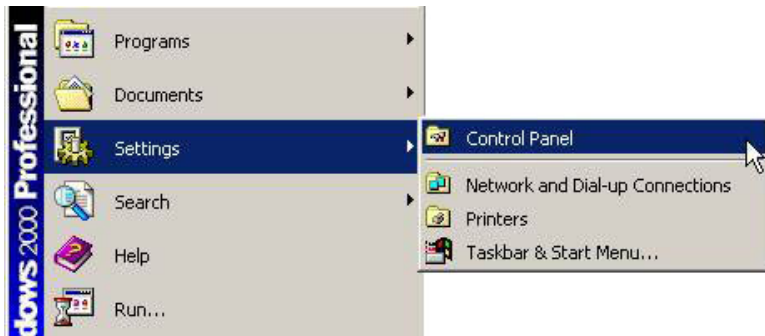 dows 2000 Professional
Programs
Documents
Settings
Search
Help
Run...
Control Panel
Network and Dial-up Connections
Printers
Taskbar & Start Menu...